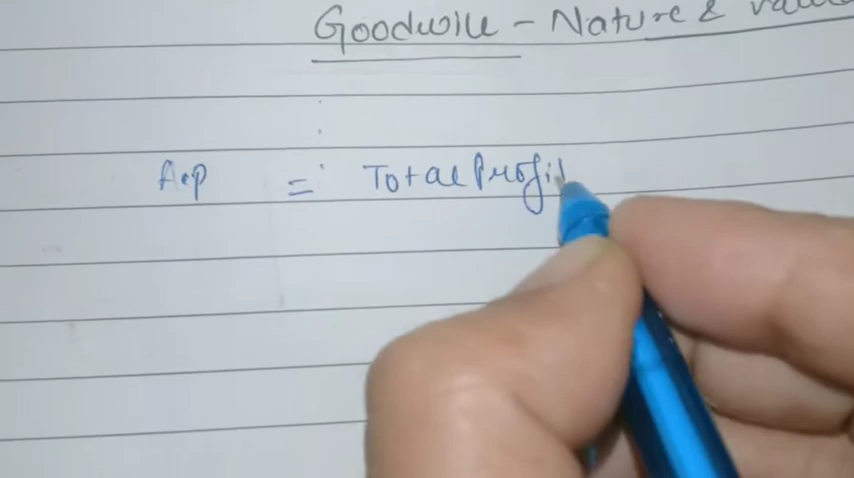 Goodwill - Nature &
A.p = Total Profit